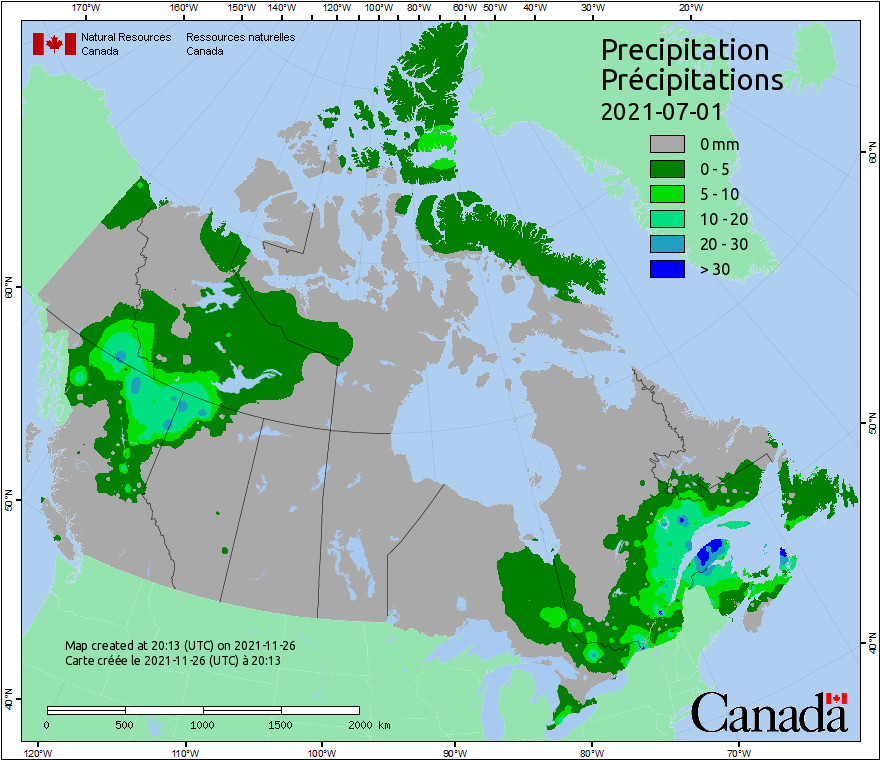 170°W 160°W 150°W 140°W 130°W 120°W 110°W 100°W 90°W 80°W 70°W 60°W 50°W 40°W 30°W 20°W
Natural Resources Ressources naturelles
Canada Canada
Precipitation
Précipitations
2021-07-01
0 mm
0 - 5
5 - 10
10 - 20
20 - 30
> 30
60°N
60°N
50°N
50°N
40°N
40°N
Map created at 20:13 (UTC) on 2021-11-26
Carte créée le 2021-11-26 (UTC) à 20:13
0 500 1000 1500 2000 km
Canada
120°W 110°W 100°W 90°W 80°W 70°W